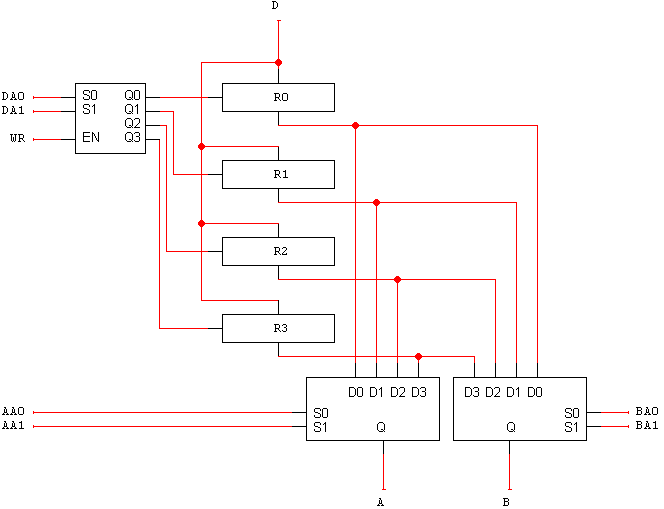 D
DA0 S0 Q0 R0
DA1 S1 Q1
Q2
WR EN Q3
R1
R2
R3
D0 D1 D2 D3 D3 D2 D1 D0
AA0 S0 S0 BA0
AA1 S1 Q Q S1 BA1
A B